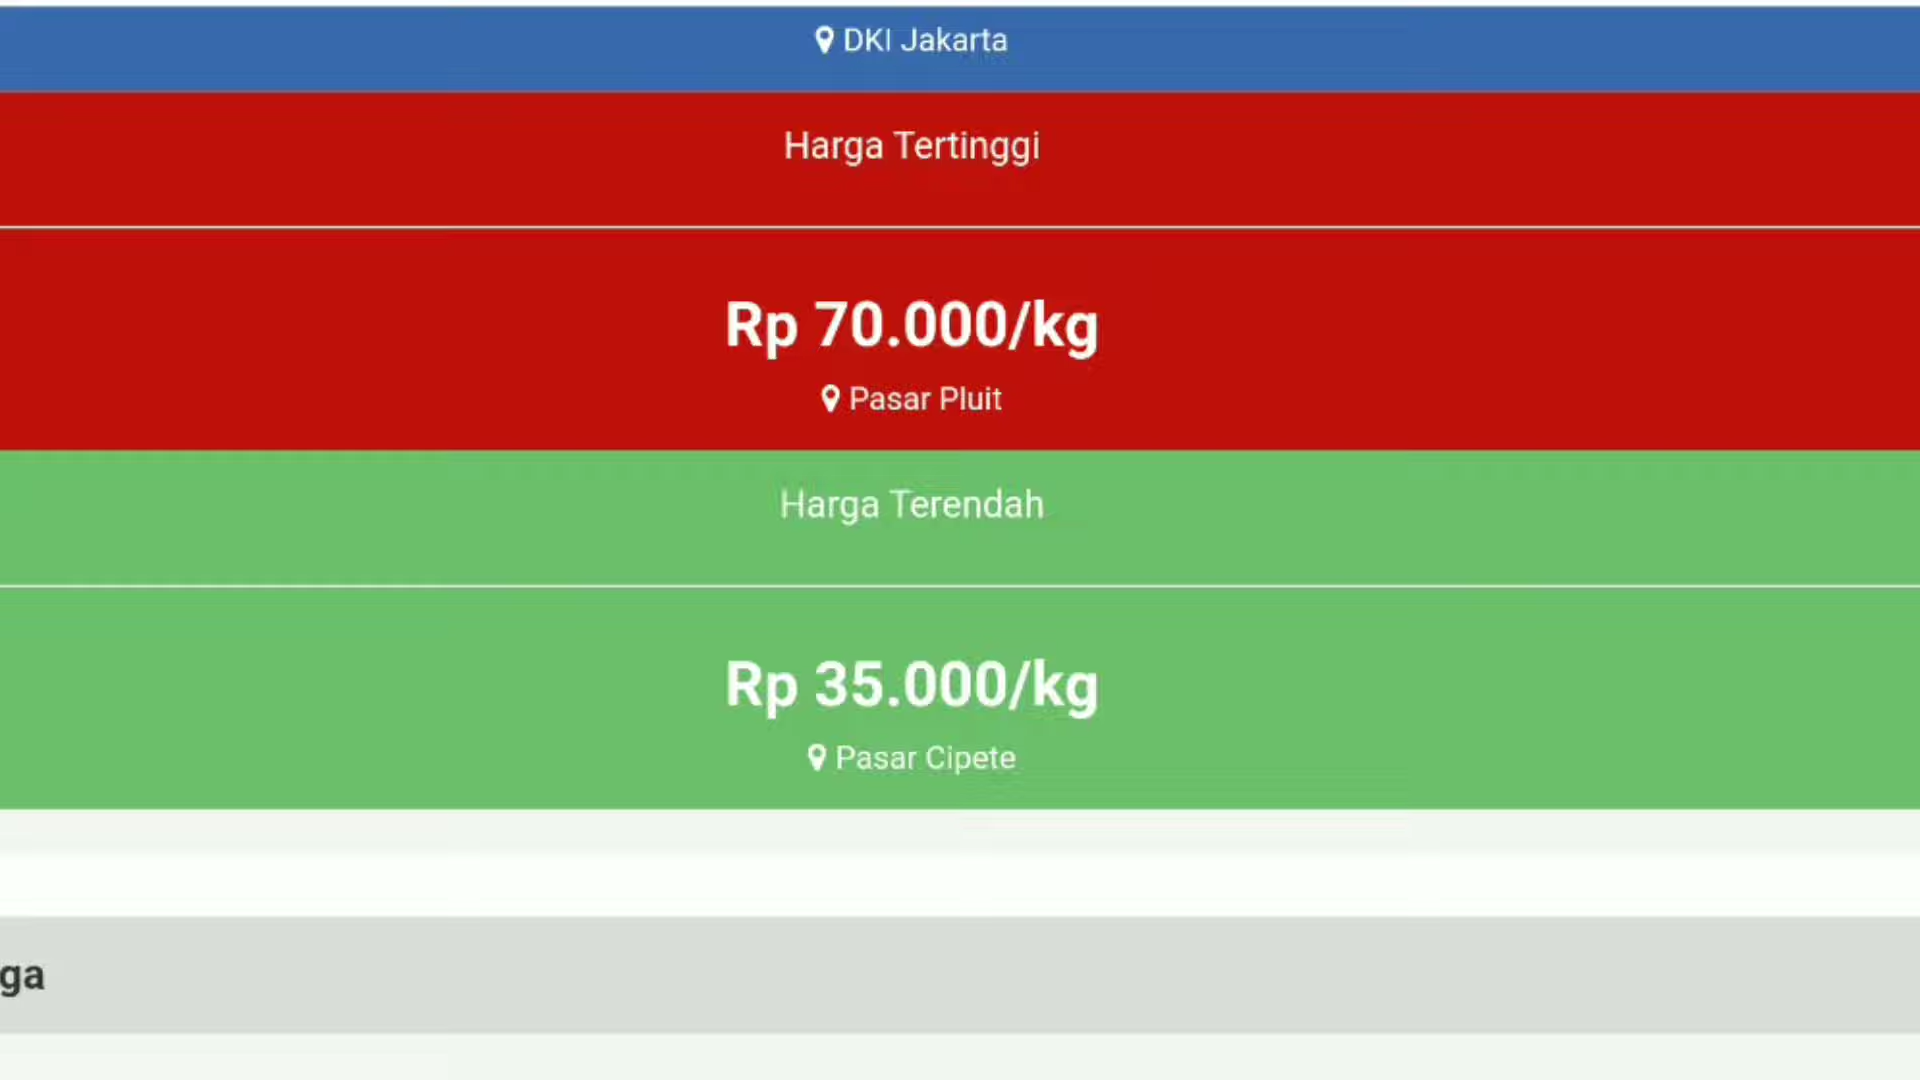 DKI Jakarta
Harga Tertinggi
Rp 70.000/kg
Pasar Pluit
Harga Terendah
Rp 35.000/kg
Pasar Cipete
ga